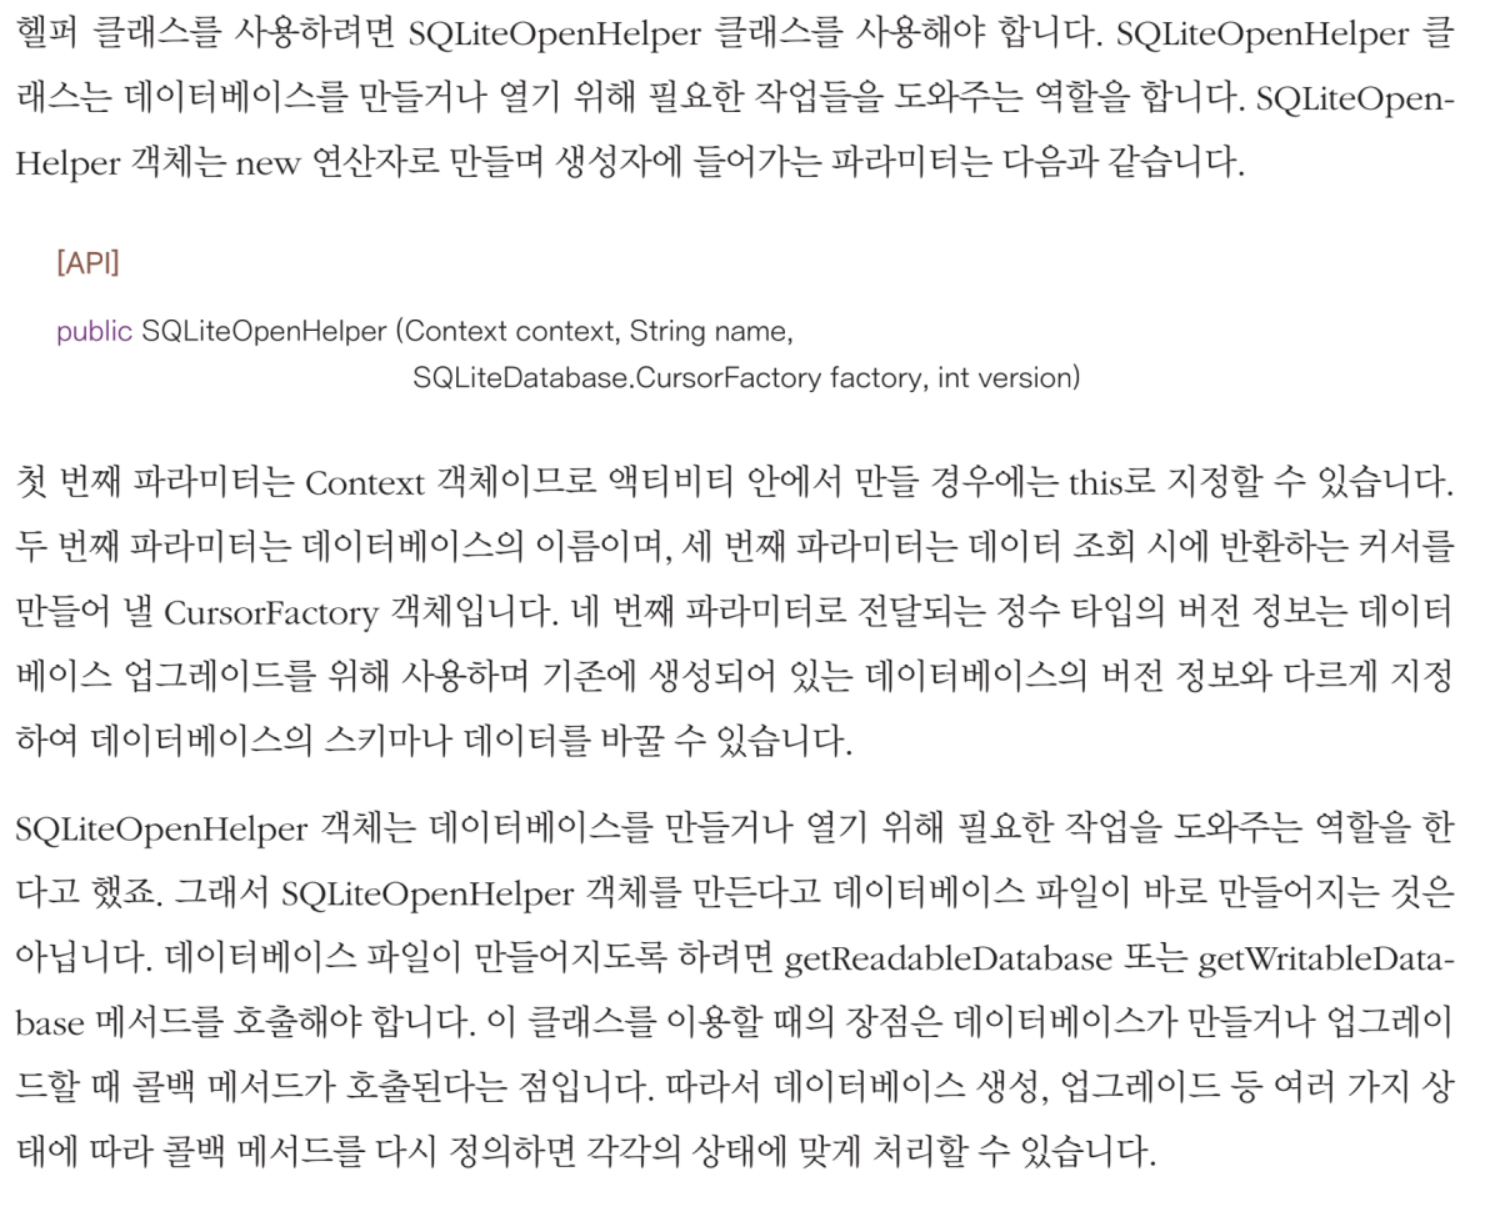 헬퍼 클래스를 사용하려면 SQLiteOpenHelper 클래스를 사용해야 합니다. SQLiteOpenHelper 클
래스는 데이터베이스를 만들거나 열기 위해 필요한 작업들을 도와주는 역할을 합니다. SQLiteOpen-
Helper 객체는 new 연산자로 만들며 생성자에 들어가는 파라미터는 다음과 같습니다.
[API]
public SQLiteOpenHelper (Context context, String name,
SQLiteDatabase.CursorFactory factory, int version)
첫 번째 파라미터는 Context 객체이므로 액티비티 안에서 만들 경우에는 this로 지정할 수 있습니다.
두 번째 파라미터는 데이터베이스의 이름이며, 세 번째 파라미터는 데이터 조회 시에 반환하는 커서를
만들어 낼 CursorFactory 객체입니다. 네 번째 파라미터로 전달되는 정수 타입의 버전 정보는 데이터
베이스 업그레이드를 위해 사용하며 기존에 생성되어 있는 데이터베이스의 버전 정보와 다르게 지정
하여 데이터베이스의 스키마나 데이터를 바꿀 수 있습니다.
SQLiteOpenHelper 객체는 데이터베이스를 만들거나 열기 위해 필요한 작업을 도와주는 역할을 한
다고 했죠. 그래서 SQLiteOpenHelper 객체를 만든다고 데이터베이스 파일이 바로 만들어지는 것은
아닙니다. 데이터베이스 파일이 만들어지도록 하려면 getReadableDatabase 또는 getWritableData-
base 메서드를 호출해야 합니다. 이 클래스를 이용할 때의 장점은 데이터베이스가 만들거나 업그레이
드할 때 콜백 메서드가 호출된다는 점입니다. 따라서 데이터베이스 생성, 업그레이드 등 여러 가지 상
태에 따라 콜백 메서드를 다시 정의하면 각각의 상태에 맞게 처리할 수 있습니다.